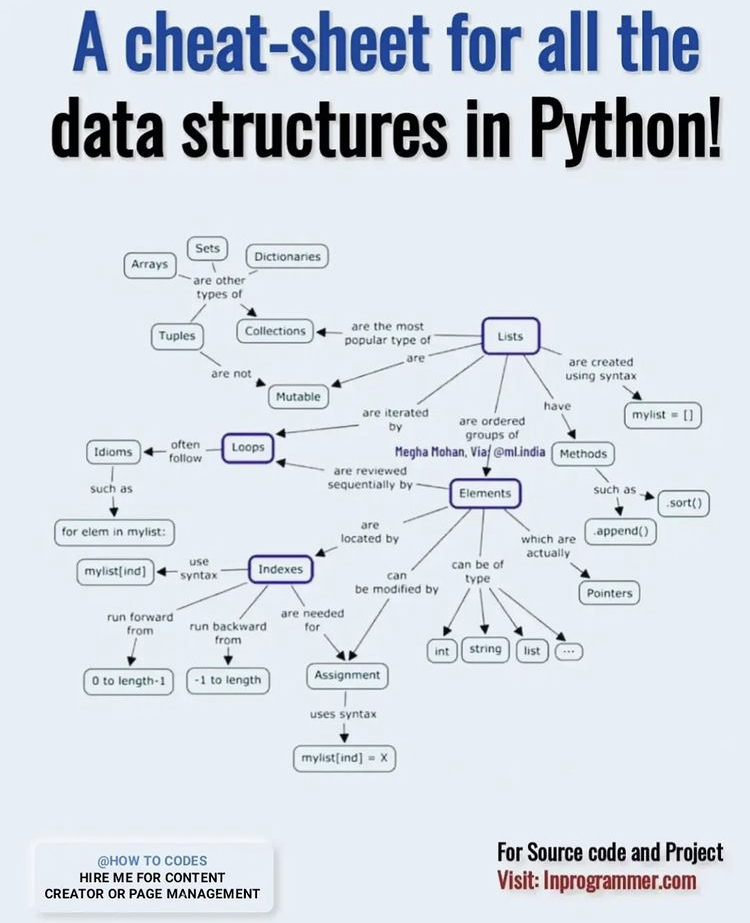 A cheat-sheet for all the
data structures in Python!
Sets
Arrays
Dictionaries
are other
types of
Tuples
Collections
are the most
popular type of
Lists
are
are not
Mutable
are created
using syntax
mylist = []
are iterated
by
are ordered
groups of
have
Megha Mohan, Via @ml.india
Methods
Idioms
often
follow
Loops
are reviewed
sequentially by
Elements
such as
such as
.sort()
.append()
for elem in mylist:
are
located by
which are
actually
mylist[ind]
use
syntax
Indexes
can
be modified by
can be of
type
Pointers
run forward
from
run backward
from
are needed
for
int
string
list
...
0 to length-1
-1 to length
Assignment
uses syntax
mylist[ind] = X
@HOW TO CODES
HIRE ME FOR CONTENT
CREATOR OR PAGE MANAGEMENT
For Source code and Project
Visit: Inprogrammer.com